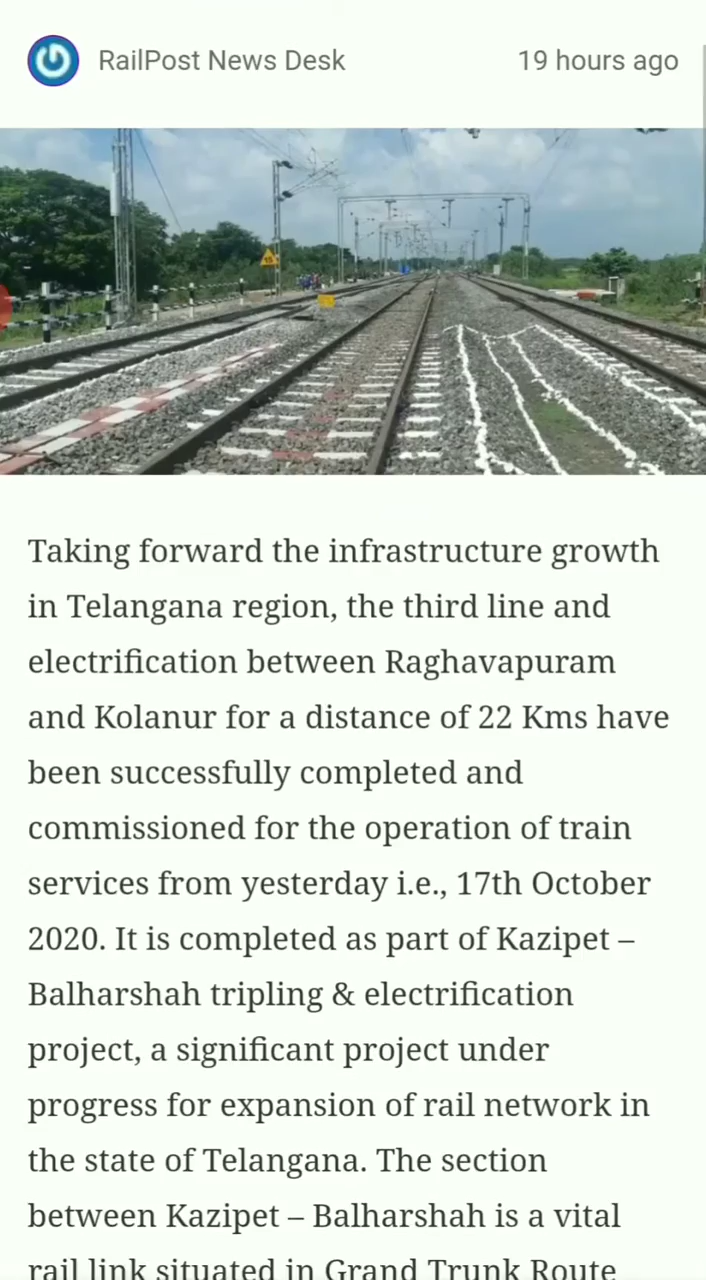 RailPost News Desk
19 hours ago
Taking forward the infrastructure growth
in Telangana region, the third line and
electrification between Raghavapuram
and Kolanur for a distance of 22 Kms have
been successfully completed and
commissioned for the operation of train
services from yesterday i.e., 17th October
2020. It is completed as part of Kazipet –
Balharshah tripling & electrification
project, a significant project under
progress for expansion of rail network in
the state of Telangana. The section
between Kazipet – Balharshah is a vital
rail link situated in Grand Trunk Route